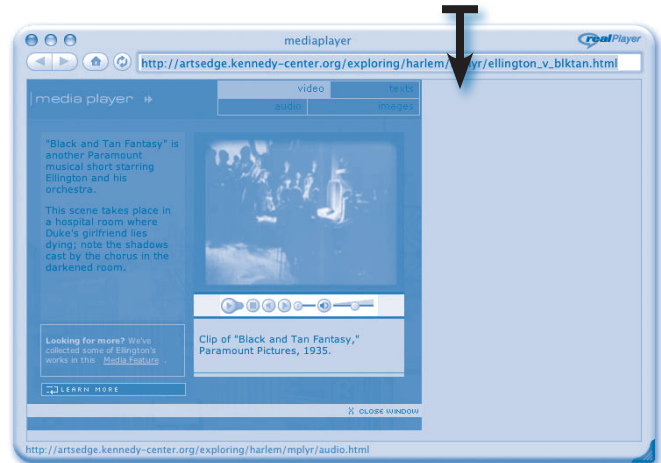 mediaplayer
realPlayer
http://artsedge.kennedy-center.org/exploring/harlem/ yr/ellington_v_blktan.html
media player
video
texts
audio
images
"Black and Tan Fantasy" is
another Paramount
musical short starring
Ellington and his
orchestra.
This scene takes place in
a hospital room where
Duke's girlfriend lies
dying; note the shadows
cast by the chorus in the
darkened room.
Looking for more? We've
collected some of Ellington's
works in this Media Feature .
LEARN MORE
Clip of "Black and Tan Fantasy,"
Paramount Pictures, 1935.
X CLOSE WINDOW
http://artsedge.kennedy-center.org/exploring/harlem/mplyr/audio.html